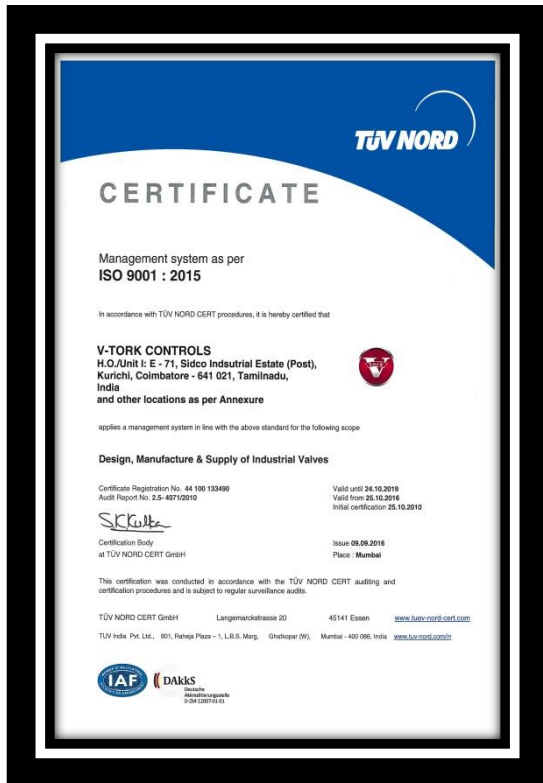 TÜV NORD
CERTIFICATE
Management system as per
ISO 9001 : 2015
In accordance with TÜV NORD CERT procedures, it is hereby certified that
V-TORK CONTROLS
H.O./Unit I: E - 71, Sidco Indsutrial Estate (Post),
Kurichi, Coimbatore - 641 021, Tamilnadu,
India
and other locations as per Annexure
applies a management system in line with the above standard for the following scope
Design, Manufacture & Supply of Industrial Valves
Certificate Registration No. 44 100 133490
Audit Report No. 2.5- 4071/2010
Valid until 24.10.2019
Valid from 25.10.2016
Initial certification 25.10.2010
Certification Body
at TÜV NORD CERT GmbH
Issue 09.09.2016
Place : Mumbai
This certification was conducted in accordance with the TÜV NORD CERT auditing and
certification procedures and is subject to regular surveillance audits.
TÜV NORD CERT GmbH Langemarckstrasse 20 45141 Essen www.tuev-nord-cert.com
TUV India Pvt. Ltd., 801, Raheja Plaza – 1, L.B.S. Marg, Ghatkopar (W), Mumbai - 400 086, India www.tuv-nord.com/in
IAF
DAkkS
Deutsche
Akkreditierungsstelle
D-ZM-12007-01-01